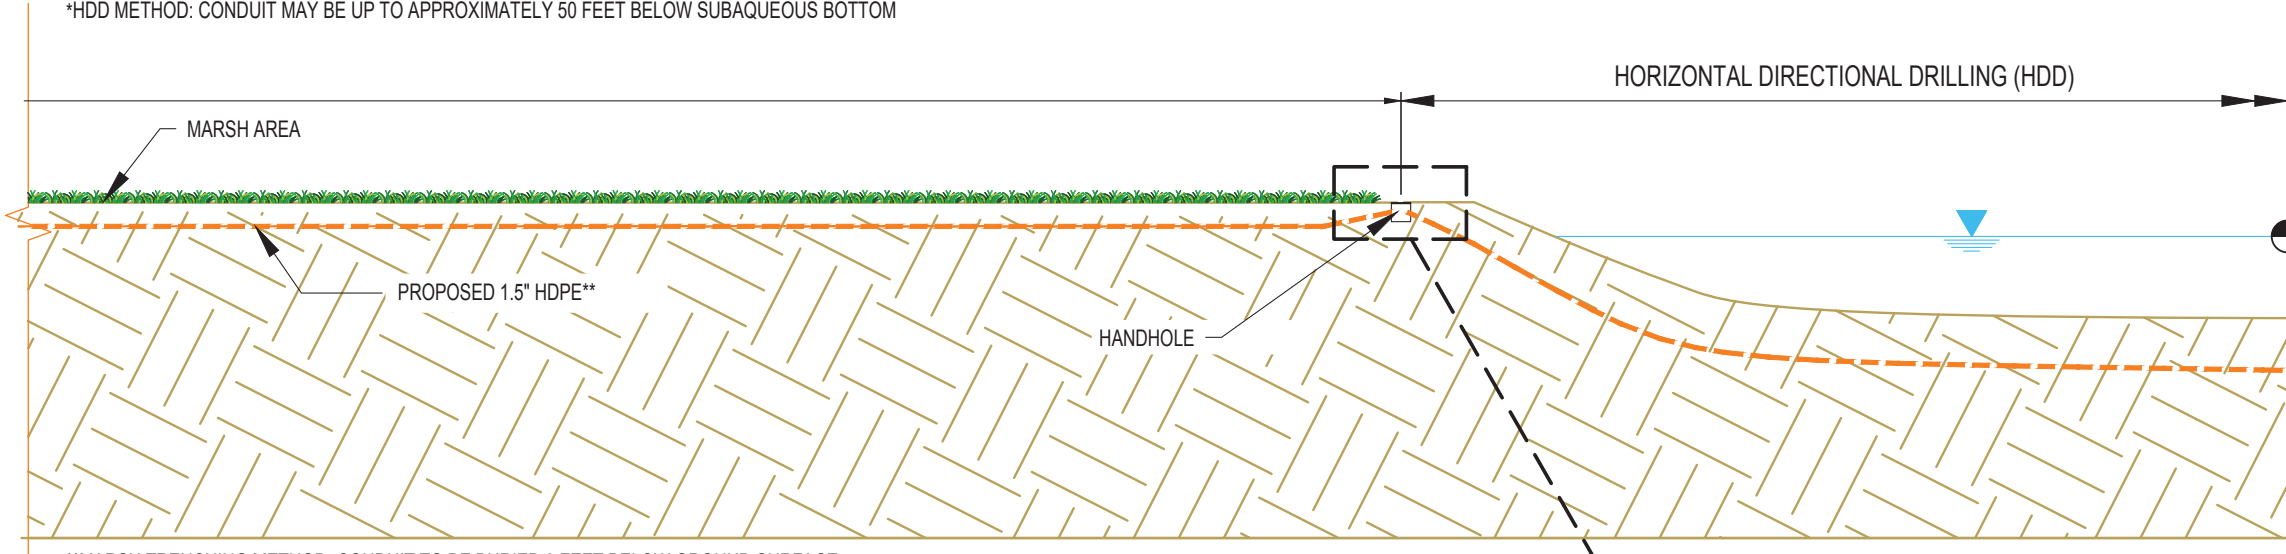 *HDD METHOD: CONDUIT MAY BE UP TO APPROXIMATELY 50 FEET BELOW SUBAQUEOUS BOTTOM
HORIZONTAL DIRECTIONAL DRILLING (HDD)
MARSH AREA
PROPOSED 1.5" HDPE**
HANDHOLE